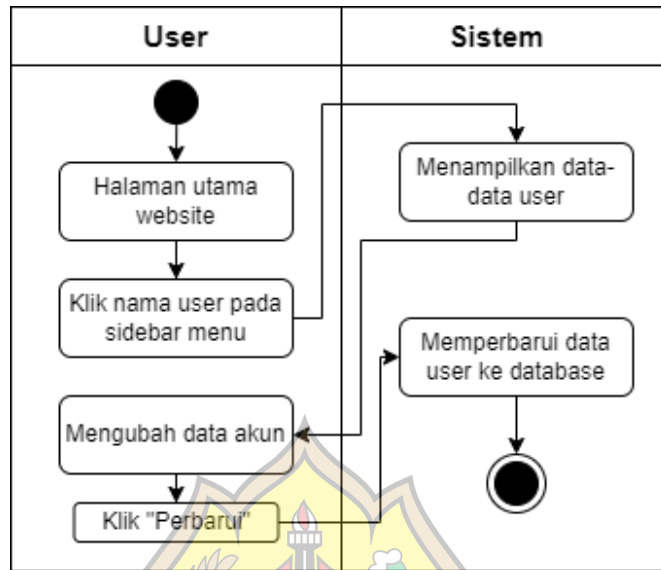 User
Sistem
Halaman utama
website
Klik nama user pada
sidebar menu
Menampilkan data-
data user
Mengubah data akun
Klik "Perbarui"
Memperbarui data
user ke database